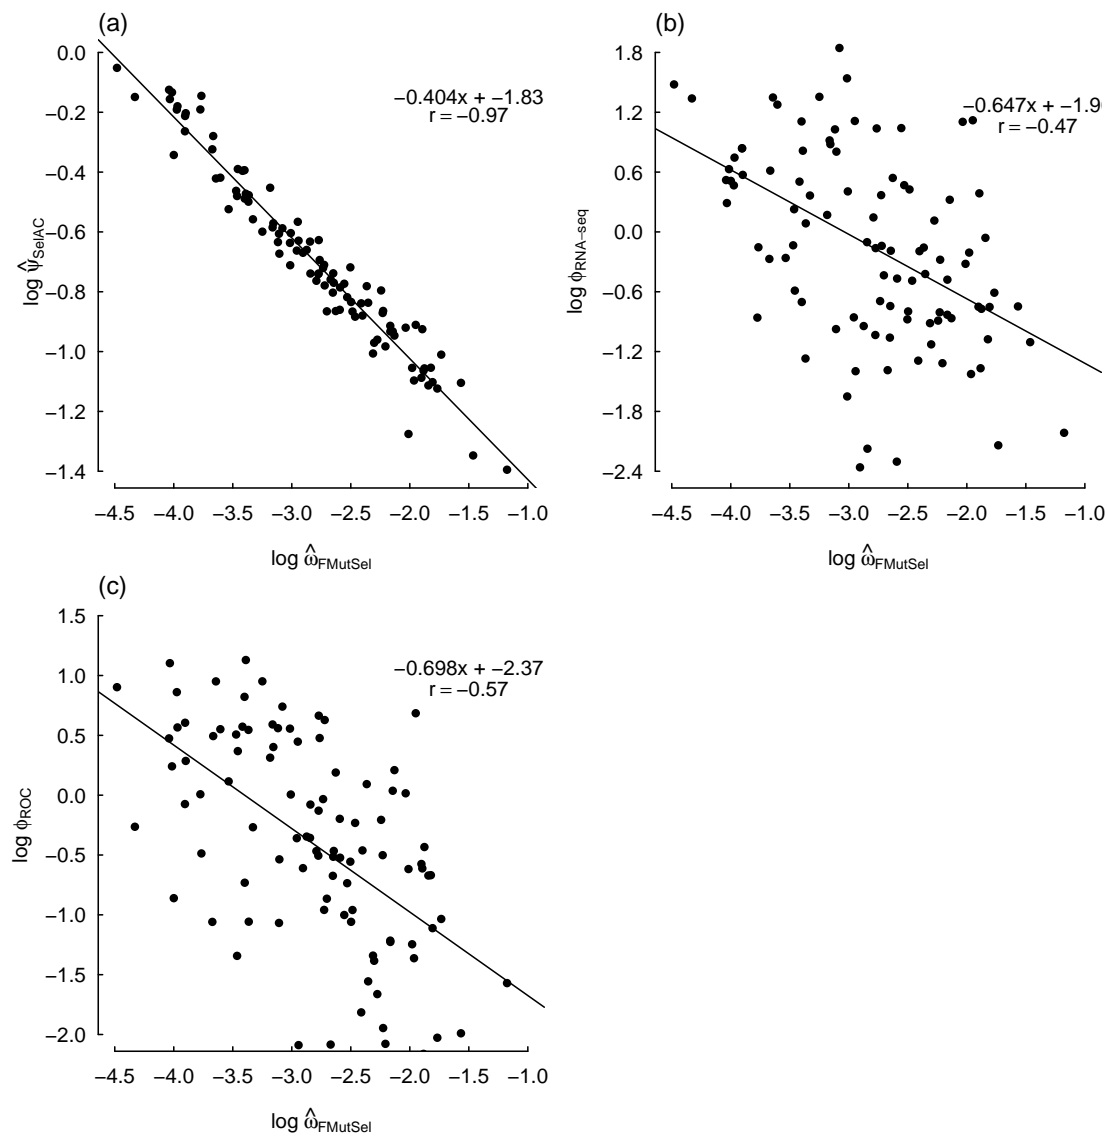 (a)
0.0
−0.2
−0.4
−0.6
−0.8
−1.0
−1.2
−1.4
log ψ̂SelAC
−0.404x + −1.83
r = −0.97
−4.5 −4.0 −3.5 −3.0 −2.5 −2.0 −1.5 −1.0
log ω̂FMutSel
(b)
1.8
1.2
0.6
0.0
−0.6
−1.2
−1.8
−2.4
log ϕRNA−seq
−0.647x + −1.9
r = −0.47
−4.5 −4.0 −3.5 −3.0 −2.5 −2.0 −1.5 −1.0
log ω̂FMutSel
(c)
1.5
1.0
0.5
0.0
−0.5
−1.0
−1.5
−2.0
log ϕROC
−0.698x + −2.37
r = −0.57
−4.5 −4.0 −3.5 −3.0 −2.5 −2.0 −1.5 −1.0
log ω̂FMutSel